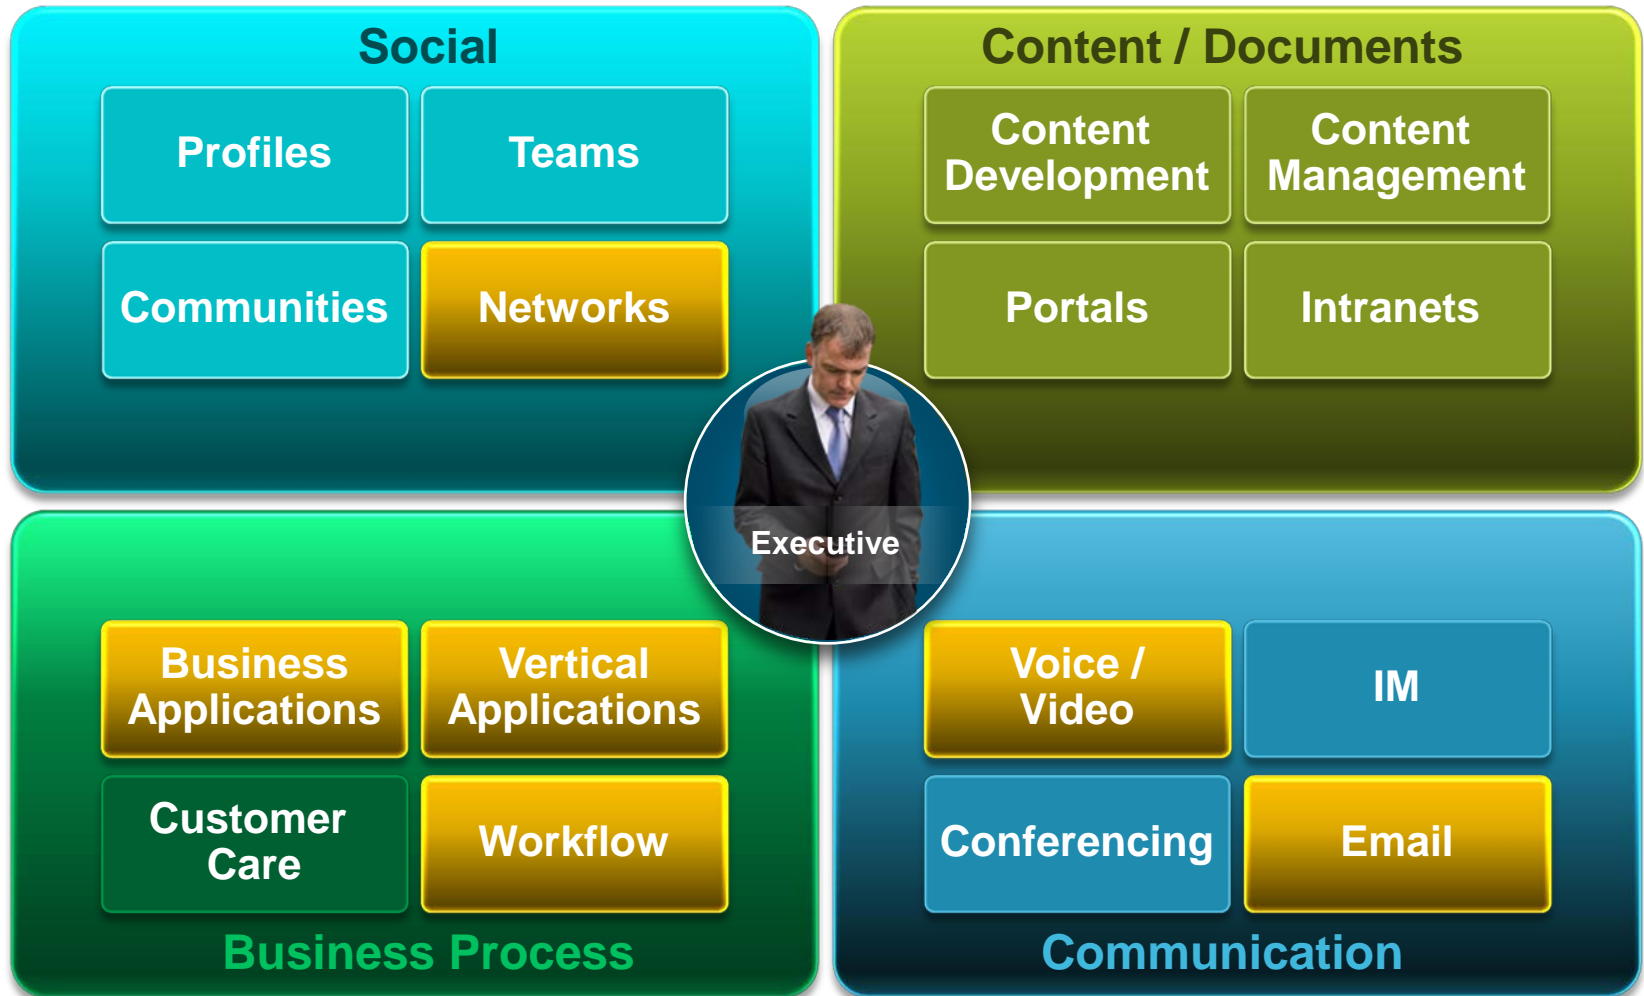 Social
Profiles
Teams
Communities
Networks
Content / Documents
Content
Development
Content
Management
Portals
Intranets
Executive
Business
Applications
Vertical
Applications
Customer
Care
Workflow
Business Process
Voice /
Video
IM
Conferencing
Email
Communication